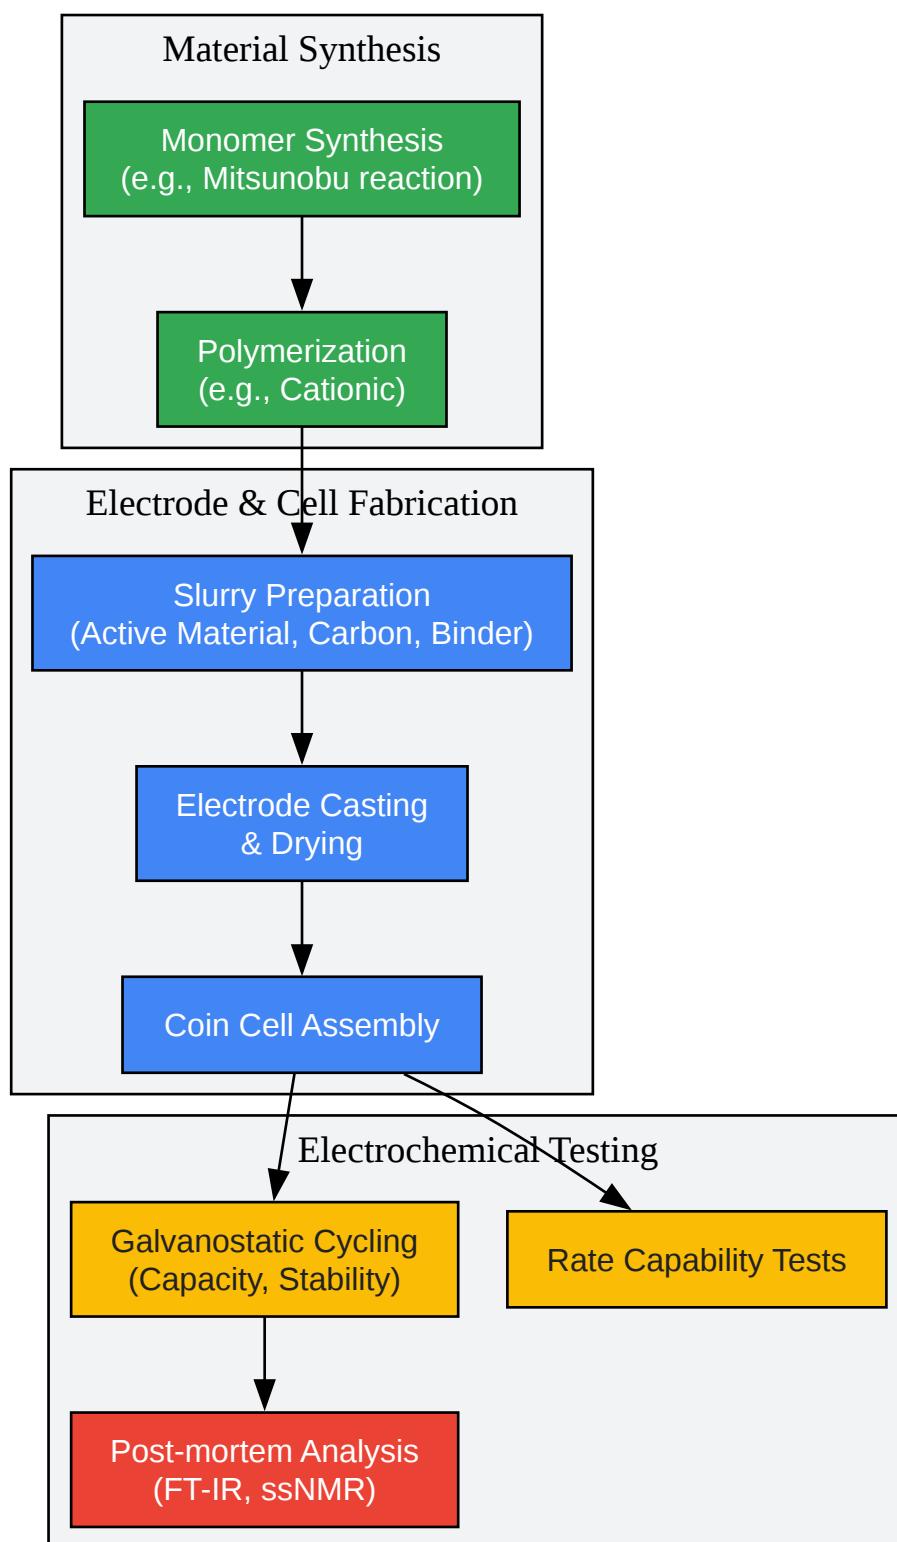 Material Synthesis
Monomer Synthesis
(e.g., Mitsunobu reaction)
Polymerization
(e.g., Cationic)
Electrode & Cell Fabrication
Slurry Preparation
(Active Material, Carbon, Binder)
Electrode Casting
& Drying
Coin Cell Assembly
Electrochemical Testing
Galvanostatic Cycling
(Capacity, Stability)
Rate Capability Tests
Post-mortem Analysis
(FT-IR, ssNMR)